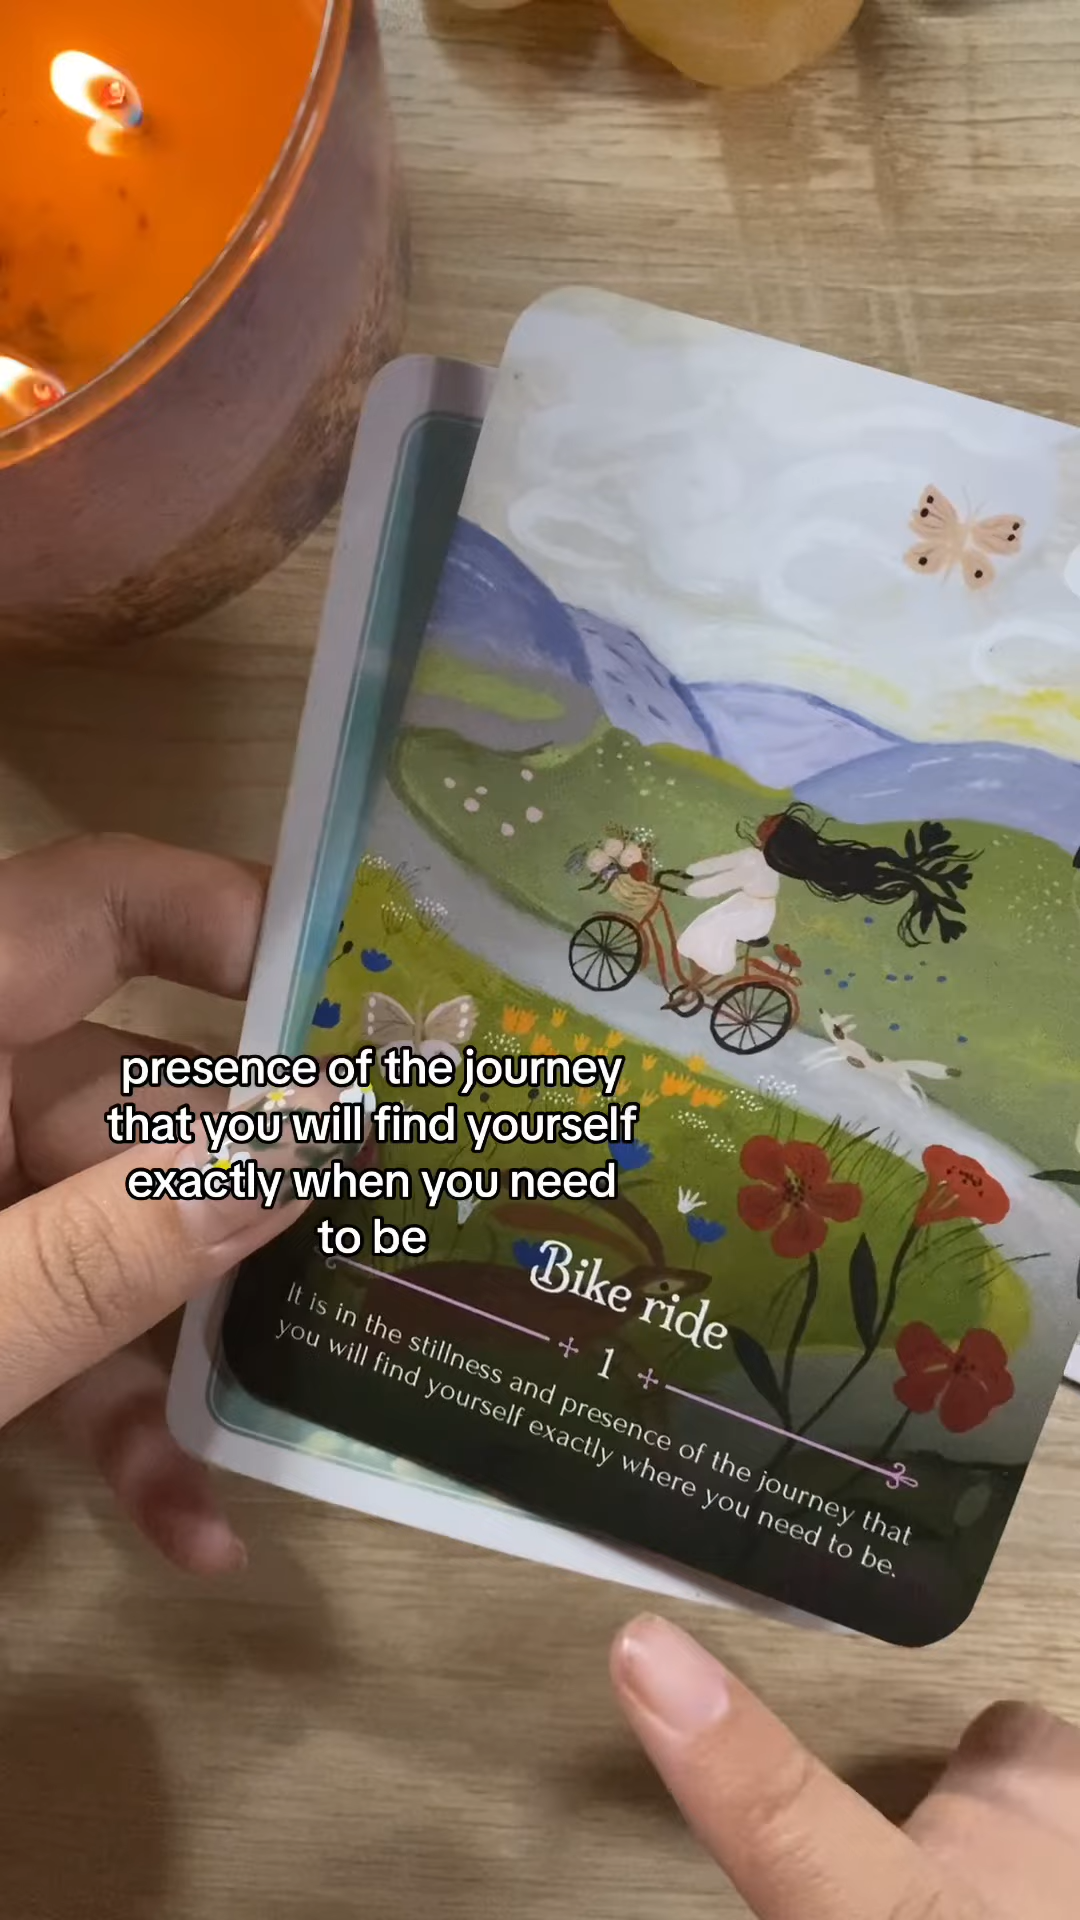 presence of the journey
that you will find yourself
exactly when you need
to be
Bike ride
1
It is in the stillness and presence of the journey that
you will find yourself exactly where you need to be.